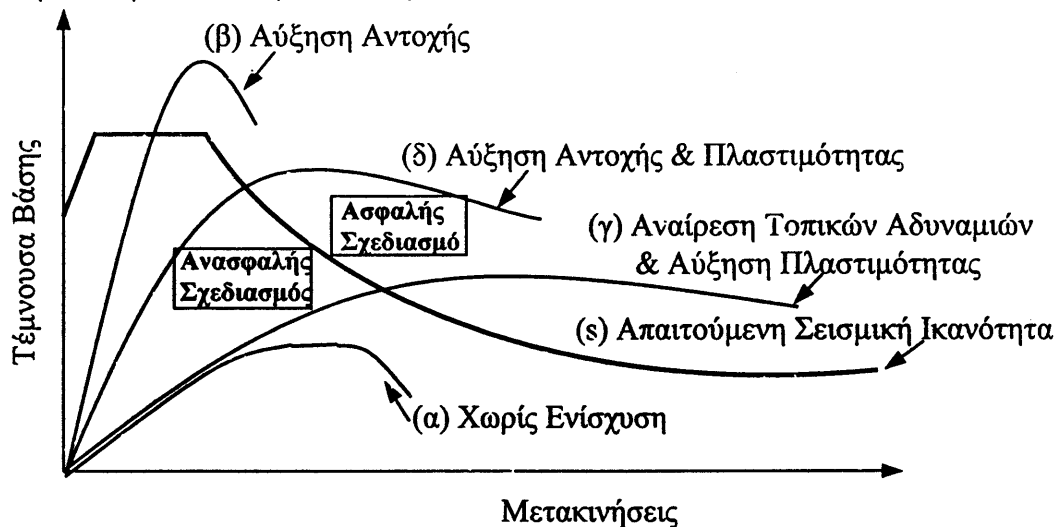 (β) Αύξηση Αντοχής
(δ) Αύξηση Αντοχής & Πλαστιμότητας
Ασφαλής
Σχεδιασμό
(γ) Αναίρεση Τοπικών Αδυναμιών
& Αύξηση Πλαστιμότητας
Ανασφαλής
Σχεδιασμός
(s) Απαιτούμενη Σεισμική Ικανότητα
(α) Χωρίς Ενίσχυση
Τέμνουσα Βάσης
Μετακινήσεις